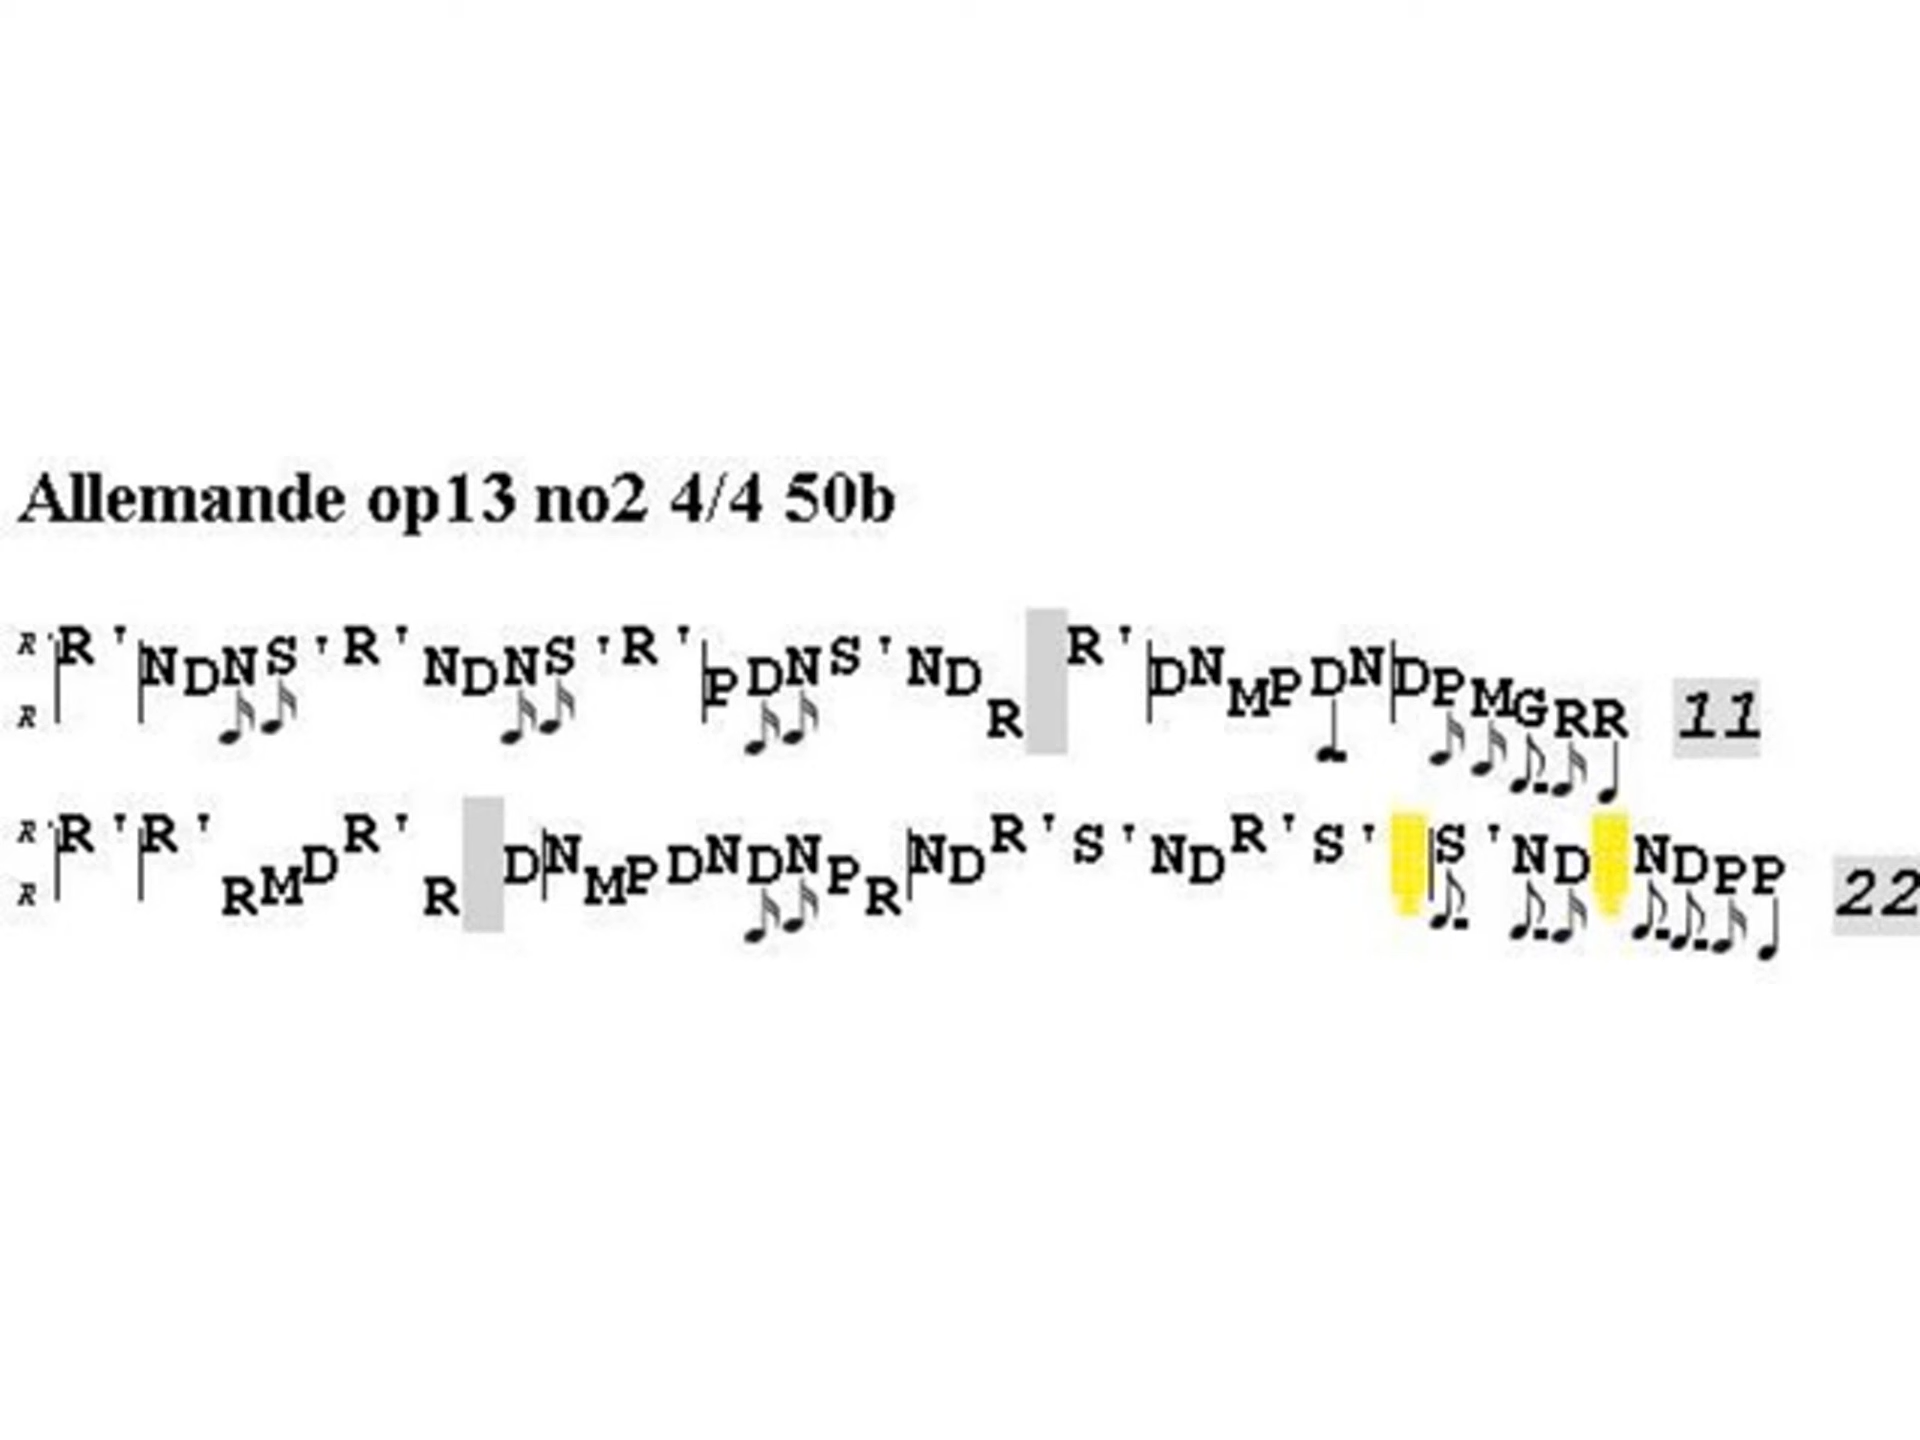 Allemande op13 no2 4/4 50b
R ' R ' N D N S ' R ' N D N S ' R ' P D N S ' N D R R ' D N M P D N D P M G R R 11
R
R ' R ' R ' R M D R ' R D N M P D N D N P R N D R ' S ' N D R ' S ' S ' N D N D P P 22
R